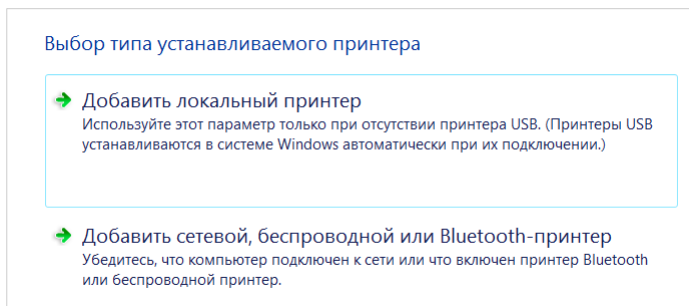 Выбор типа устанавливаемого принтера
Добавить локальный принтер
Используйте этот параметр только при отсутствии принтера USB. (Принтеры USB
устанавливаются в системе Windows автоматически при их подключении.)
Добавить сетевой, беспроводной или Bluetooth-принтер
Убедитесь, что компьютер подключен к сети или что включен принтер Bluetooth
или беспроводной принтер.